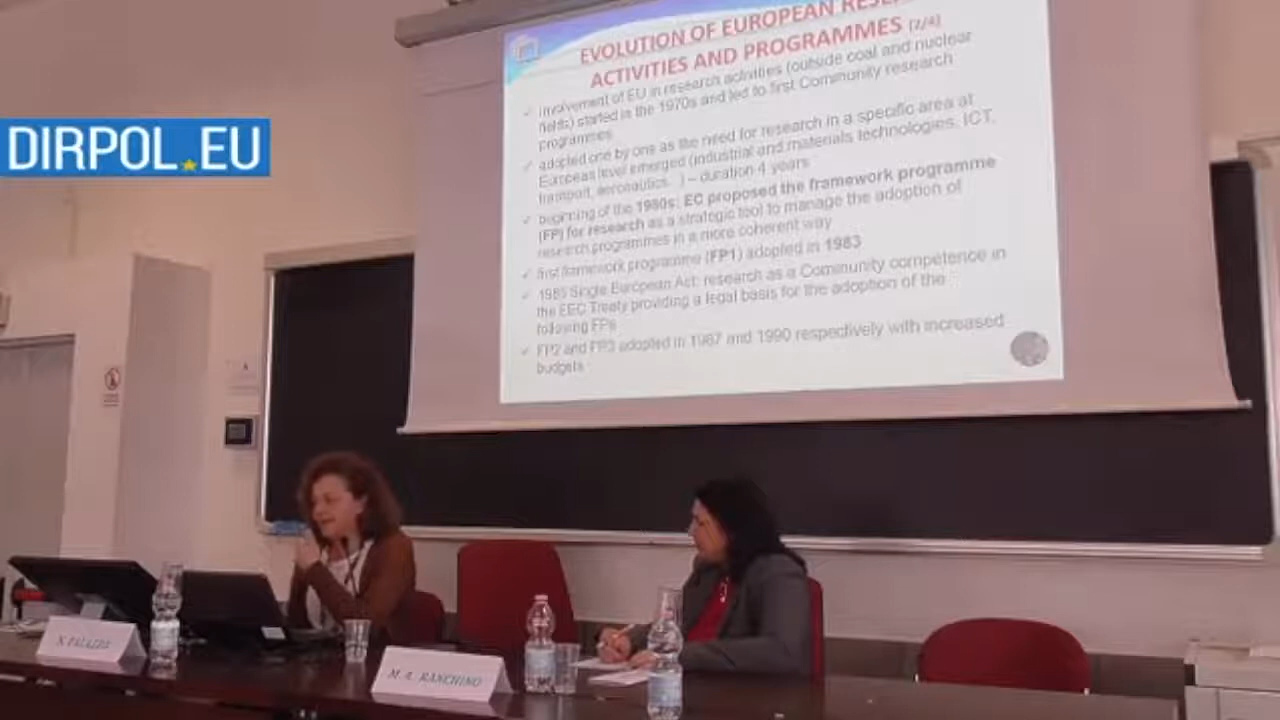 EVOLUTION OF EUROPEAN
ACTIVITIES AND PROGRAMMES (2/4)
DIRPOL.EU
involvement of EU in research activities (outside coal and nuclear
fields) started in the 1970s and led to first Community research
programmes
adopted one by one as the need for research in a specific area at
European level emerged (industrial and materials technologies, ICT,
transport, aeronautics...) – duration 4 years
beginning of the 1980s: EC proposed the framework programme
(FP) for research as a strategic tool to manage the adoption of
research programmes in a more coherent way
first framework programme (FP1) adopted in 1983
Single European Act: research as a Community competence in
the EEC Treaty providing a legal basis for the adoption of the
following FPs
FP2 and FP3 adopted in 1987 and 1990 respectively with increased
budgets
N. PALAZZO
M. A. RANCHINO